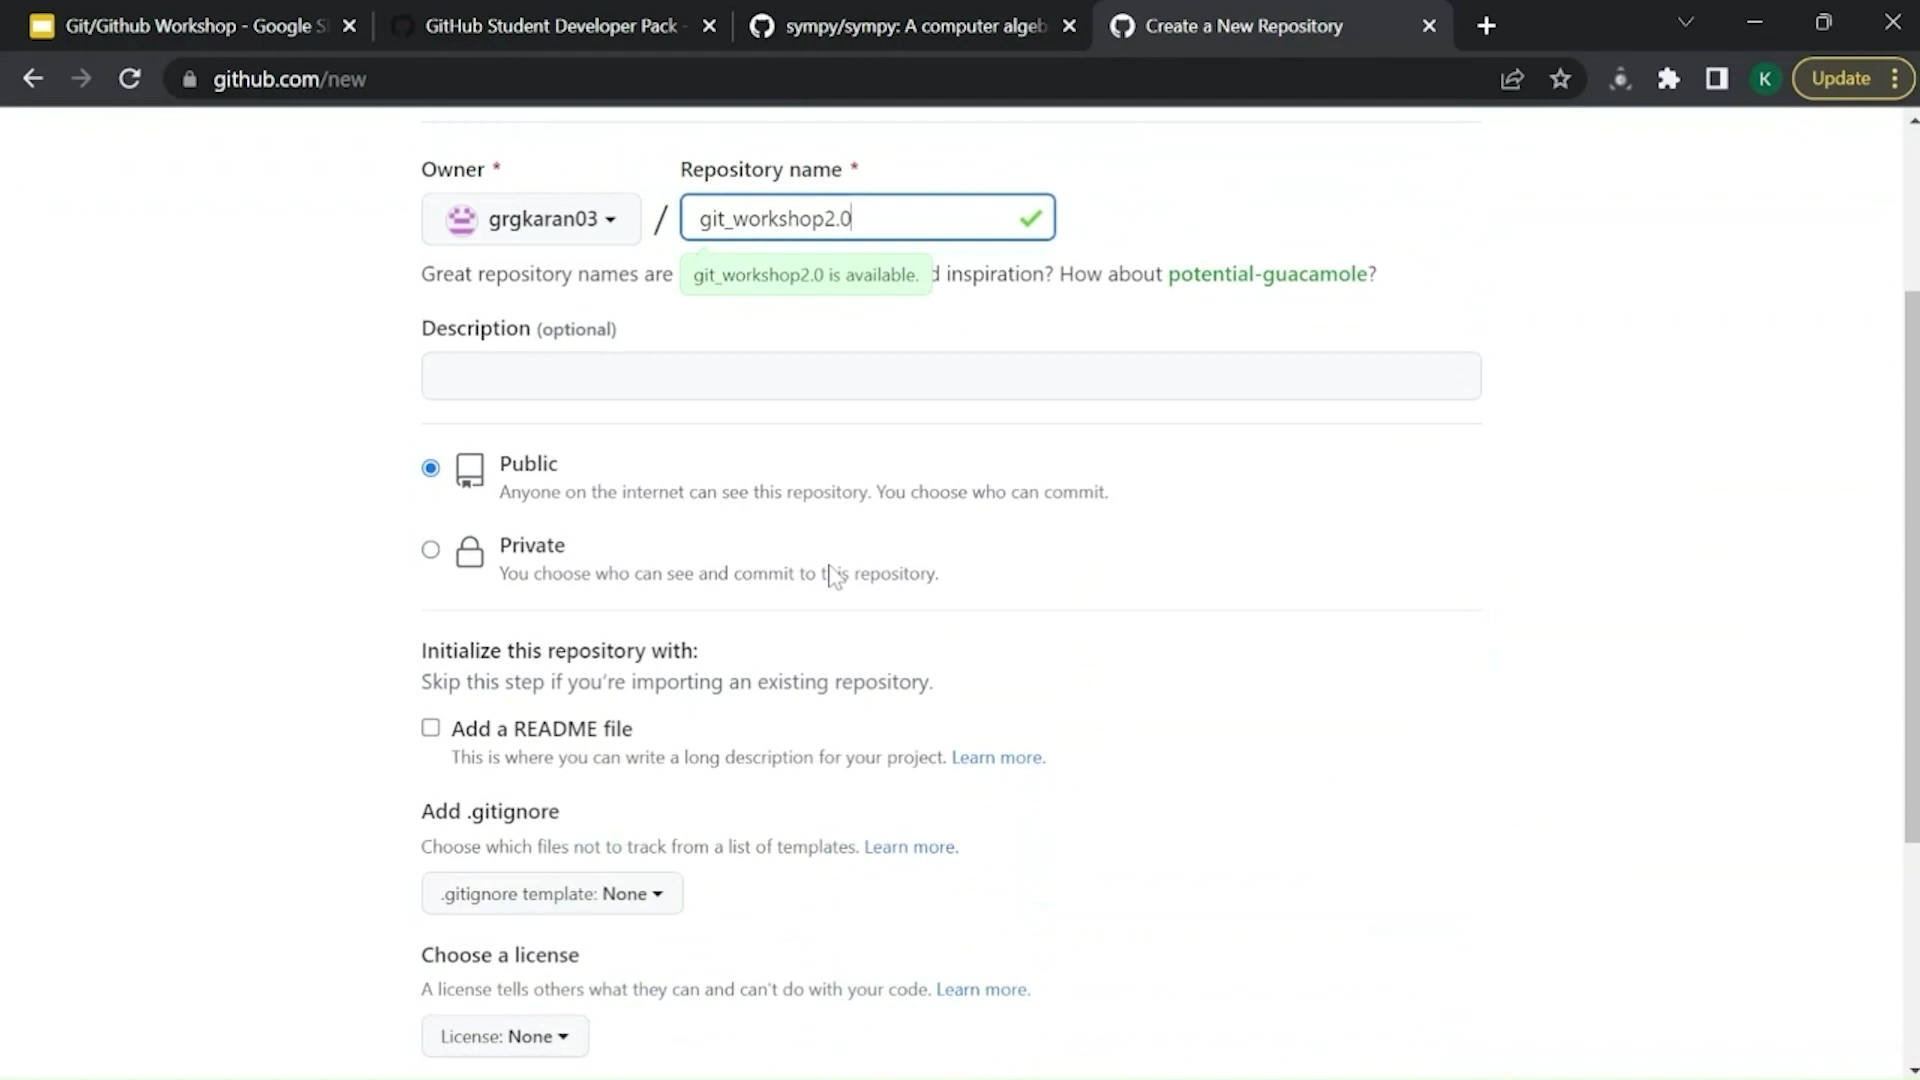 Git/Github Workshop - Google S
GitHub Student Developer Pack -
sympy/sympy: A computer algeb
Create a New Repository
github.com/new
K
Update
Owner *
Repository name *
grgkaran03
/
git_workshop2.0
Great repository names are
git_workshop2.0 is available.
d inspiration? How about potential-guacamole?
Description (optional)
Public
Anyone on the internet can see this repository. You choose who can commit.
Private
You choose who can see and commit to this repository.
Initialize this repository with:
Skip this step if you're importing an existing repository.
Add a README file
This is where you can write a long description for your project. Learn more.
Add .gitignore
Choose which files not to track from a list of templates. Learn more.
.gitignore template: None
Choose a license
A license tells others what they can and can't do with your code. Learn more.
License: None